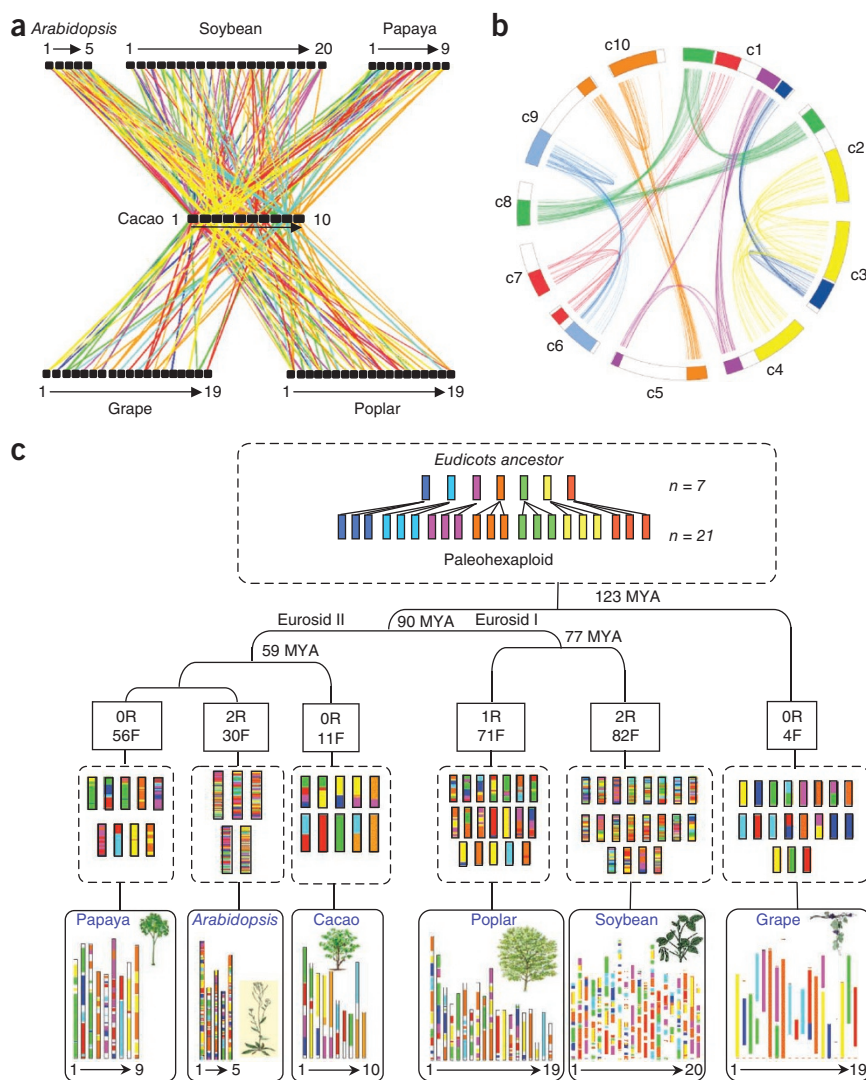 a
Arabidopsis Soybean Papaya
1 5 1 20 1 9
Cacao 1 10
1 19 1 19
Grape Poplar
b
c1
c2
c3
c4
c5
c6
c7
c8
c9
c10
c
Eudicots ancestor
n = 7
n = 21
Paleohexaploid
123 MYA
Eurosid II 90 MYA Eurosid I
59 MYA 77 MYA
0R 2R 0R 1R 2R 0R
56F 30F 11F 71F 82F 4F
Papaya Arabidopsis Cacao Poplar Soybean Grape
1 9 1 5 1 10 1 19 1 20 1 19